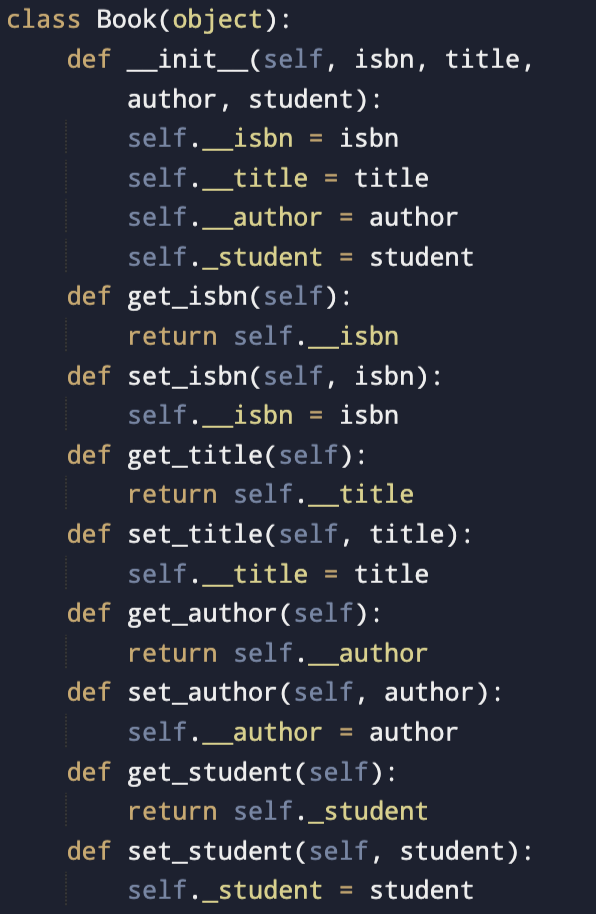 class Book(object):
    def __init__(self, isbn, title,
        author, student):
        self.__isbn = isbn
        self.__title = title
        self.__author = author
        self._student = student
    def get_isbn(self):
        return self.__isbn
    def set_isbn(self, isbn):
        self.__isbn = isbn
    def get_title(self):
        return self.__title
    def set_title(self, title):
        self.__title = title
    def get_author(self):
        return self.__author
    def set_author(self, author):
        self.__author = author
    def get_student(self):
        return self._student
    def set_student(self, student):
        self._student = student